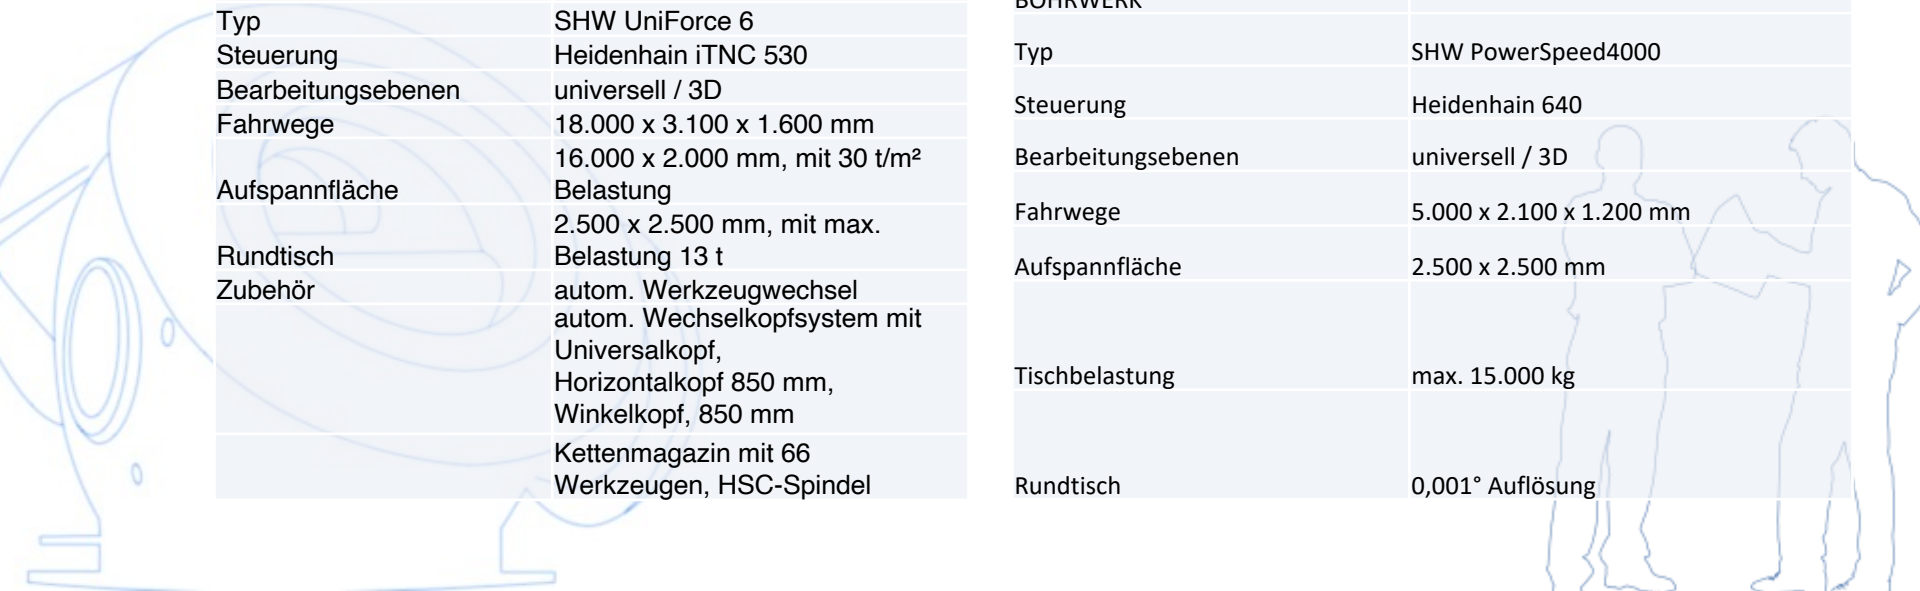 Typ SHW UniForce 6
Steuerung Heidenhain iTNC 530
Bearbeitungsebenen universell / 3D
Fahrwege 18.000 x 3.100 x 1.600 mm
16.000 x 2.000 mm, mit 30 t/m²
Aufspannfläche Belastung
2.500 x 2.500 mm, mit max.
Rundtisch Belastung 13 t
Zubehör autom. Werkzeugwechsel
autom. Wechselkopfsystem mit
Universalkopf,
Horizontalkopf 850 mm,
Winkelkopf, 850 mm
Kettenmagazin mit 66
Werkzeugen, HSC-Spindel
BOHRWERK
Typ SHW PowerSpeed4000
Steuerung Heidenhain 640
Bearbeitungsebenen universell / 3D
Fahrwege 5.000 x 2.100 x 1.200 mm
Aufspannfläche 2.500 x 2.500 mm
Tischbelastung max. 15.000 kg
Rundtisch 0,001° Auflösung